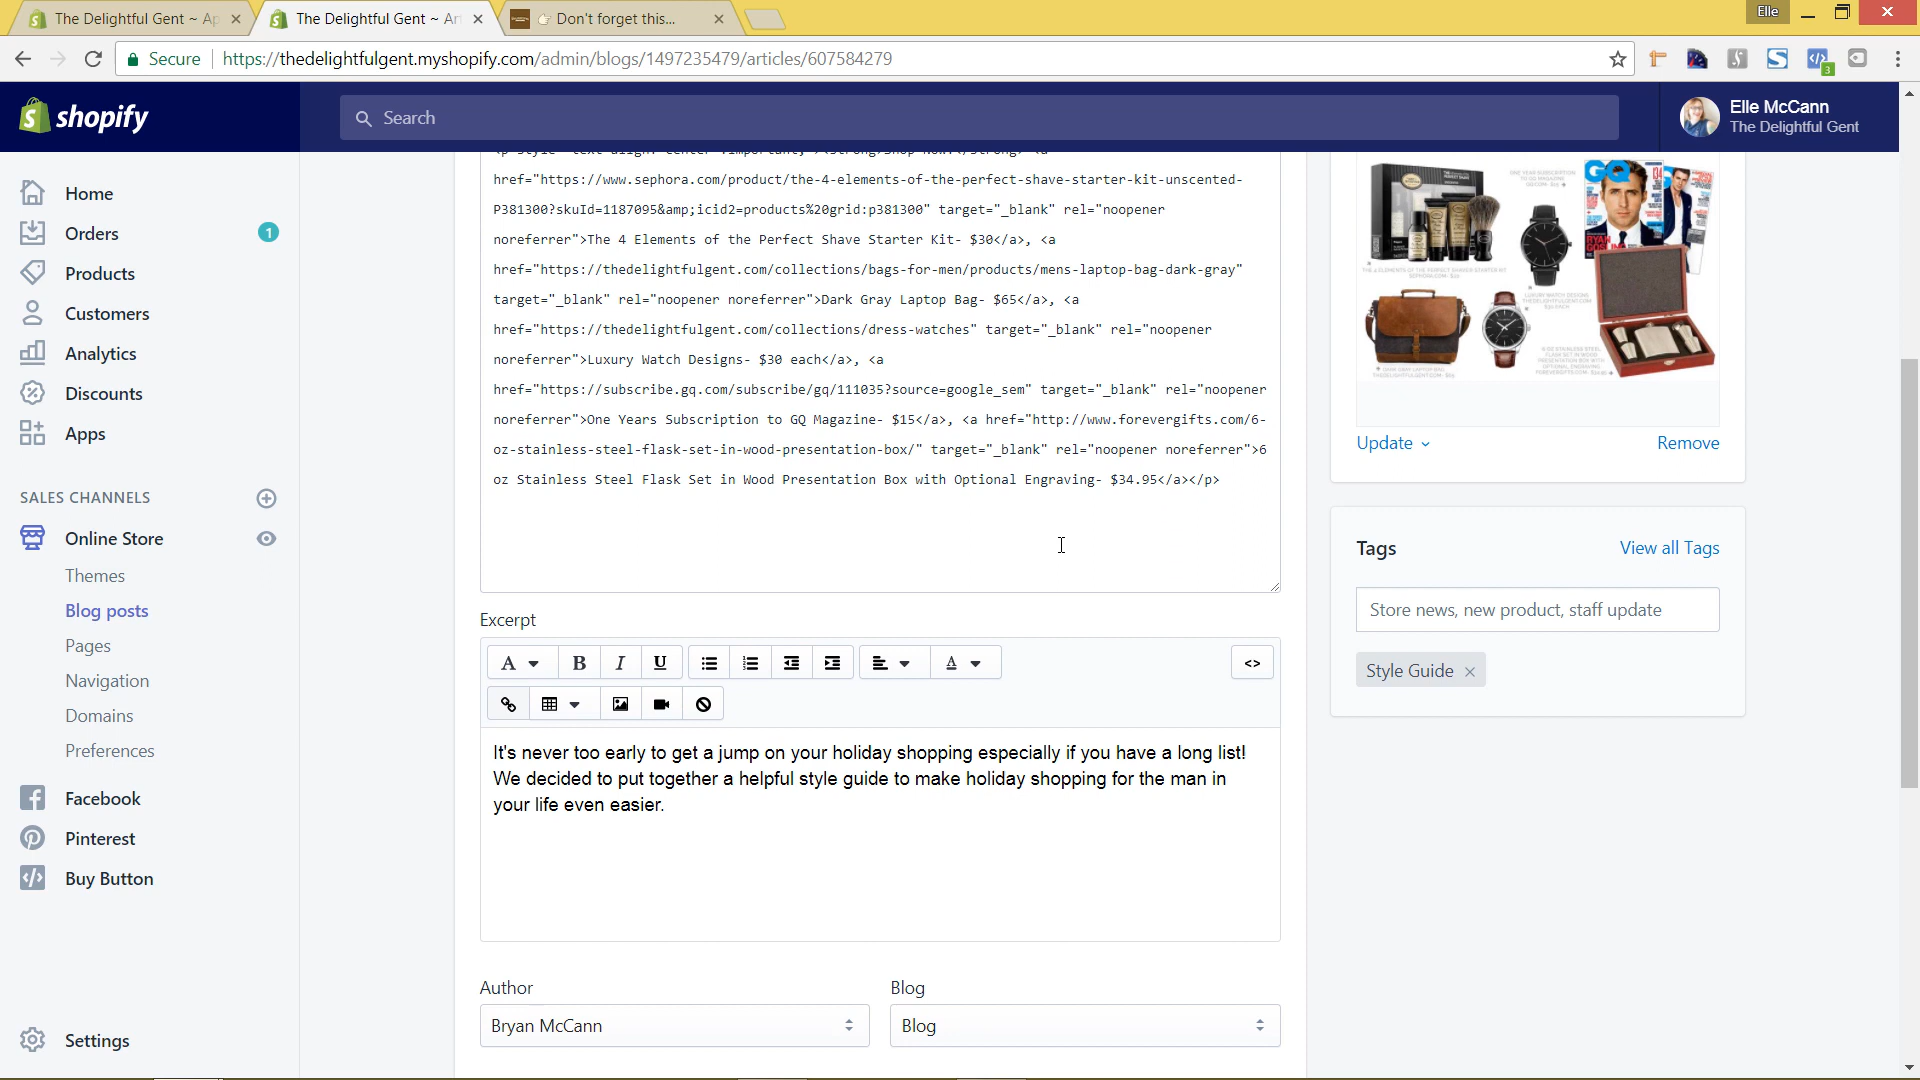 The Delightful Gent ~ Ap
The Delightful Gent ~ Ar
Don't forget this...
Elle
Secure
https://thedelightfulgent.myshopify.com/admin/blogs/1497235479/articles/607584279
3
shopify
Search
Elle McCann
The Delightful Gent
Home
Orders
1
Products
Customers
Analytics
Discounts
Apps
SALES CHANNELS
Online Store
Themes
Blog posts
Pages
Navigation
Domains
Preferences
Facebook
Pinterest
Buy Button
Settings
href="https://www.sephora.com/product/the-4-elements-of-the-perfect-shave-starter-kit-unscented-
P381300?skuId=1187095&amp;icid2=products%20grid:p381300" target="_blank" rel="noopener
noreferrer">The 4 Elements of the Perfect Shave Starter Kit- $30</a>, <a
href="https://thedelightfulgent.com/collections/bags-for-men/products/mens-laptop-bag-dark-gray"
target="_blank" rel="noopener noreferrer">Dark Gray Laptop Bag- $65</a>, <a
href="https://thedelightfulgent.com/collections/dress-watches" target="_blank" rel="noopener
noreferrer">Luxury Watch Designs- $30 each</a>, <a
href="https://subscribe.gq.com/subscribe/gq/111035?source=google_sem" target="_blank" rel="noopener
noreferrer">One Years Subscription to GQ Magazine- $15</a>, <a href="http://www.forevergifts.com/6-
oz-stainless-steel-flask-set-in-wood-presentation-box/" target="_blank" rel="noopener noreferrer">6
oz Stainless Steel Flask Set in Wood Presentation Box with Optional Engraving- $34.95</a></p>
Excerpt
A B I U
A <>
It's never too early to get a jump on your holiday shopping especially if you have a long list!
We decided to put together a helpful style guide to make holiday shopping for the man in
your life even easier.
Author
Bryan McCann
Blog
Blog
GQ
RYAN
Update
Remove
Tags
View all Tags
Store news, new product, staff update
Style Guide